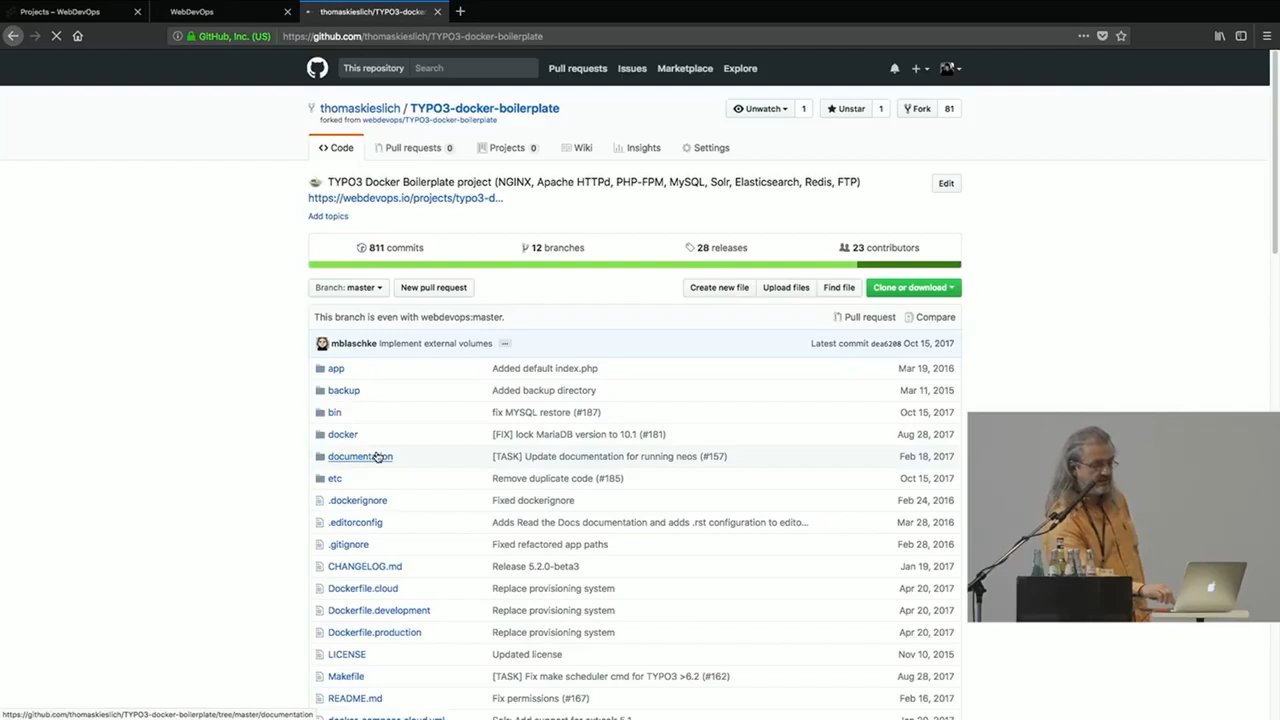 Projects – WebDevOps
WebDevOps
thomaskieslich/TYPO3-docker-
GitHub, Inc. (US)
https://github.com/thomaskieslich/TYPO3-docker-boilerplate
This repository
Search
Pull requests
Issues
Marketplace
Explore
thomaskieslich / TYPO3-docker-boilerplate
forked from webdevops/TYPO3-docker-boilerplate
Unwatch 1
Unstar 1
Fork 81
Code
Pull requests 0
Projects 0
Wiki
Insights
Settings
TYPO3 Docker Boilerplate project (NGINX, Apache HTTPd, PHP-FPM, MySQL, Solr, Elasticsearch, Redis, FTP)
Edit
https://webdevops.io/projects/typo3-d...
Add topics
811 commits
12 branches
28 releases
23 contributors
Branch: master
New pull request
Create new file
Upload files
Find file
Clone or download
This branch is even with webdevops:master.
Pull request
Compare
mblaschke Implement external volumes ...
Latest commit dea6208 Oct 15, 2017
app Added default index.php Mar 19, 2016
backup Added backup directory Mar 11, 2015
bin fix MYSQL restore (#187) Oct 15, 2017
docker [FIX] lock MariaDB version to 10.1 (#181) Aug 28, 2017
documentation [TASK] Update documentation for running neos (#157) Feb 18, 2017
etc Remove duplicate code (#185) Oct 15, 2017
.dockerignore Fixed dockerignore Feb 24, 2016
.editorconfig Adds Read the Docs documentation and adds .rst configuration to edito... Mar 28, 2016
.gitignore Fixed refactored app paths Feb 28, 2016
CHANGELOG.md Release 5.2.0-beta3 Jan 19, 2017
Dockerfile.cloud Replace provisioning system Apr 20, 2017
Dockerfile.development Replace provisioning system Apr 20, 2017
Dockerfile.production Replace provisioning system Apr 20, 2017
LICENSE Updated license Nov 10, 2015
Makefile [TASK] Fix make scheduler cmd for TYPO3 >6.2 (#162) Aug 28, 2017
README.md Fix permissions (#167) Feb 16, 2017
https://github.com/thomaskieslich/TYPO3-docker-boilerplate/tree/master/documentation